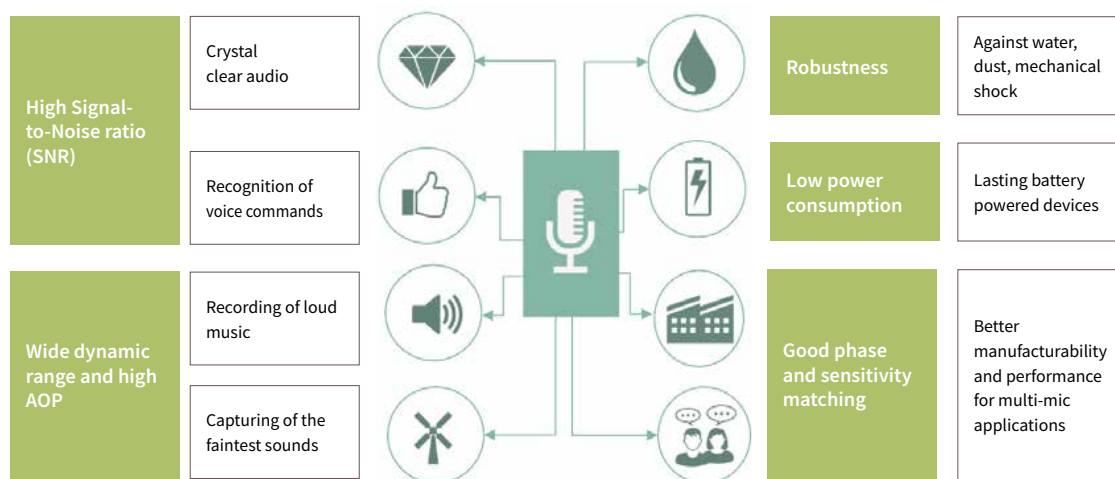 High Signal-
to-Noise ratio
(SNR)
Crystal
clear audio
Recognition of
voice commands
Wide dynamic
range and high
AOP
Recording of loud
music
Capturing of the
faintest sounds
Robustness
Against water,
dust, mechanical
shock
Low power
consumption
Lasting battery
powered devices
Good phase
and sensitivity
matching
Better
manufacturability
and performance
for multi-mic
applications